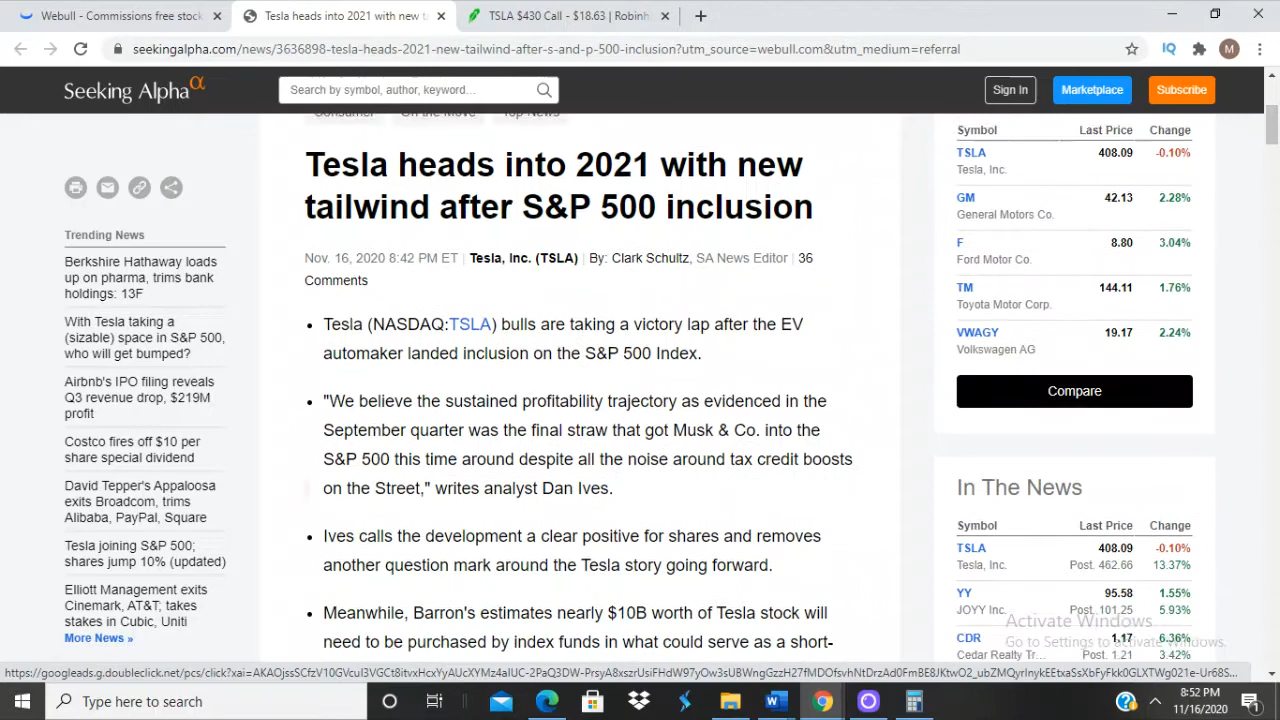 Webull - Commissions free stock
Tesla heads into 2021 with new t
TSLA $430 Call - $18.63 | Robinh
seekingalpha.com/news/3636898-tesla-heads-2021-new-tailwind-after-s-and-p-500-inclusion?utm_source=webull.com&utm_medium=referral
IQ
M
Seeking Alpha α
Search by symbol, author, keyword...
Sign In
Marketplace
Subscribe
Consumer On the Move Top News
Tesla heads into 2021 with new
tailwind after S&P 500 inclusion
Nov. 16, 2020 8:42 PM ET | Tesla, Inc. (TSLA) | By: Clark Schultz, SA News Editor | 36
Comments
• Tesla (NASDAQ:TSLA) bulls are taking a victory lap after the EV
automaker landed inclusion on the S&P 500 Index.
• "We believe the sustained profitability trajectory as evidenced in the
September quarter was the final straw that got Musk & Co. into the
S&P 500 this time around despite all the noise around tax credit boosts
on the Street," writes analyst Dan Ives.
• Ives calls the development a clear positive for shares and removes
another question mark around the Tesla story going forward.
• Meanwhile, Barron's estimates nearly $10B worth of Tesla stock will
need to be purchased by index funds in what could serve as a short-
Trending News
Berkshire Hathaway loads
up on pharma, trims bank
holdings: 13F
With Tesla taking a
(sizable) space in S&P 500,
who will get bumped?
Airbnb's IPO filing reveals
Q3 revenue drop, $219M
profit
Costco fires off $10 per
share special dividend
David Tepper's Appaloosa
exits Broadcom, trims
Alibaba, PayPal, Square
Tesla joining S&P 500;
shares jump 10% (updated)
Elliott Management exits
Cinemark, AT&T; takes
stakes in Cubic, Uniti
More News »
Symbol Last Price Change
TSLA 408.09 -0.10%
Tesla, Inc.
GM 42.13 2.28%
General Motors Co.
F 8.80 3.04%
Ford Motor Co.
TM 144.11 1.76%
Toyota Motor Corp.
VWAGY 19.17 2.24%
Volkswagen AG
Compare
In The News
Symbol Last Price Change
TSLA 408.09 -0.10%
Tesla, Inc. Post. 462.66 13.37%
YY 95.58 1.55%
JOYY Inc. Post. 101.25 5.93%
CDR 1.17 6.36%
Cedar Realty Tr... Post. 1.21 3.42%
Activate Windows
Go to Settings to activate Windows.
Type here to search
8:52 PM
11/16/2020